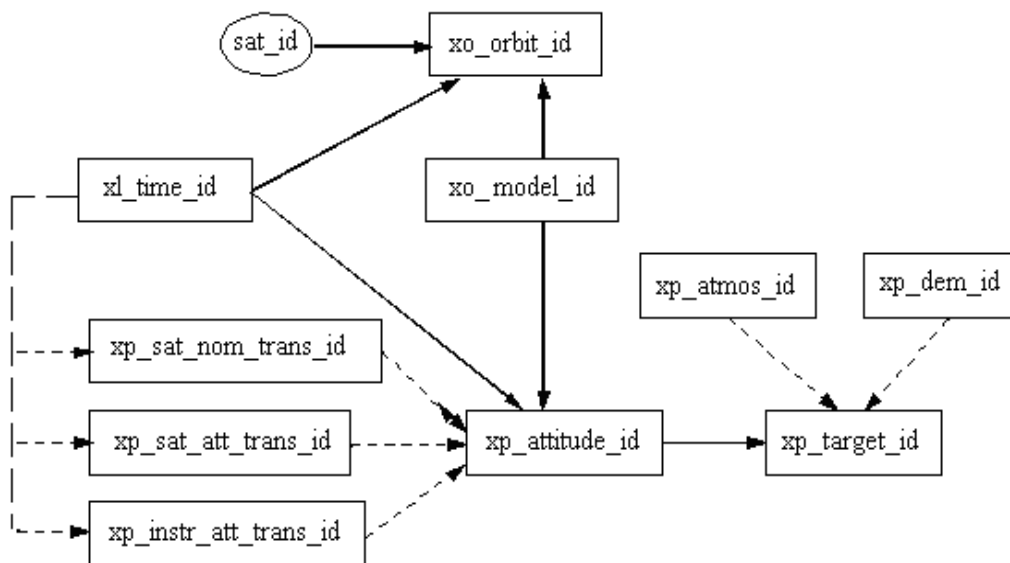 sat_id
xo_orbit_id
xl_time_id
xo_model_id
xp_atmos_id
xp_dem_id
xp_sat_nom_trans_id
xp_sat_att_trans_id
xp_attitude_id
xp_target_id
xp_instr_att_trans_id